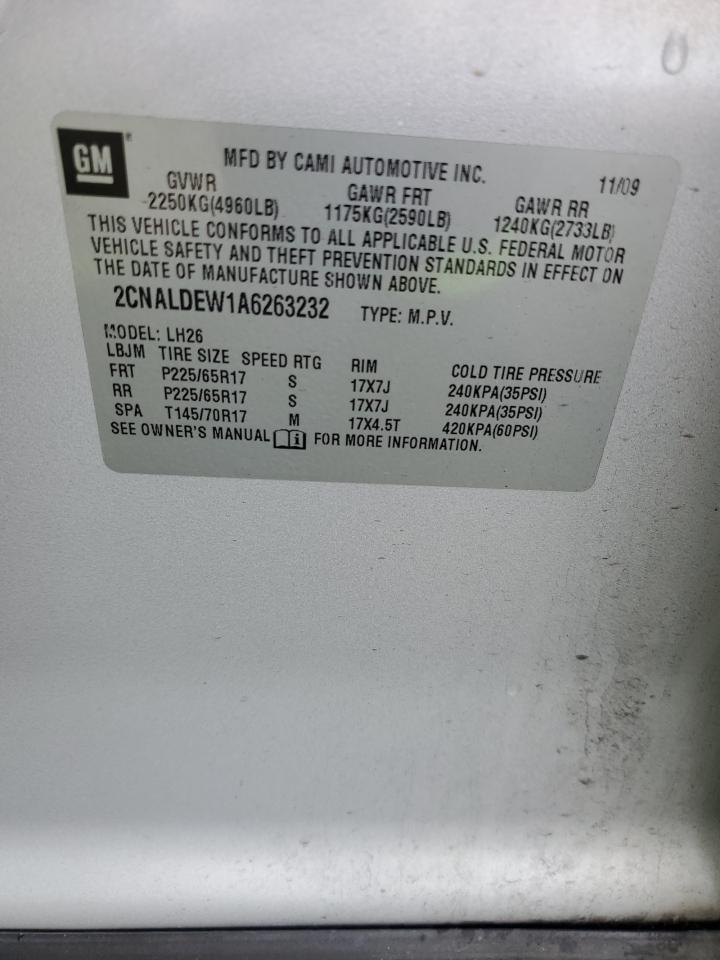 GM®
MFD BY CAMI AUTOMOTIVE INC. 11/09
GVWR GAWR FRT GAWR RR
2250KG(4960LB) 1175KG(2590LB) 1240KG(2733LB)
THIS VEHICLE CONFORMS TO ALL APPLICABLE U.S. FEDERAL MOTOR
VEHICLE SAFETY AND THEFT PREVENTION STANDARDS IN EFFECT ON
THE DATE OF MANUFACTURE SHOWN ABOVE.
2CNALDEW1A6263232 TYPE: M.P.V.
MODEL: LH26
LBJM TIRE SIZE SPEED RTG RIM COLD TIRE PRESSURE
FRT P225/65R17 S 17X7J 240KPA(35PSI)
RR P225/65R17 S 17X7J 240KPA(35PSI)
SPA T145/70R17 M 17X4.5T 420KPA(60PSI)
SEE OWNER'S MANUAL i FOR MORE INFORMATION.